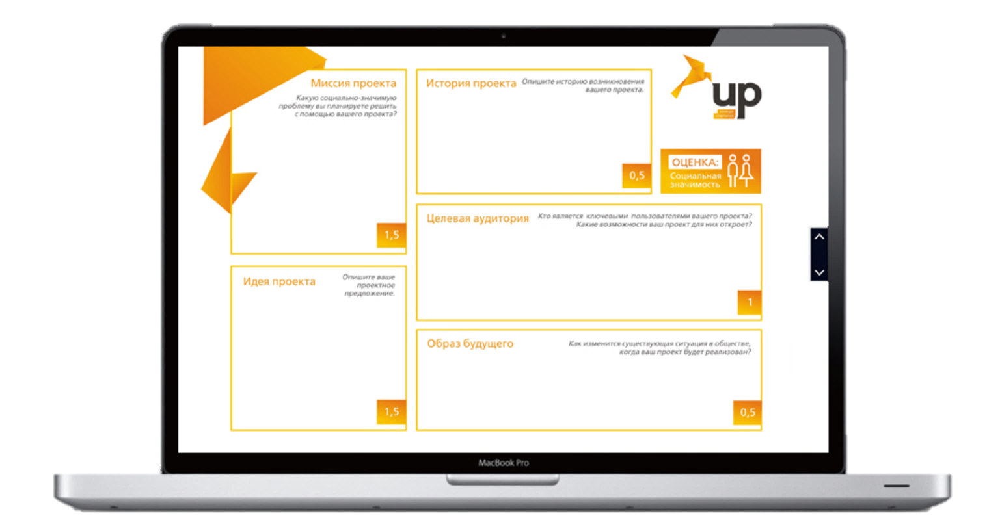 Миссия проекта
Какую социально-значимую
проблему вы планируете решить
с помощью вашего проекта?
1,5
История проекта
Опишите историю возникновения
вашего проекта.
0,5
up
ОЦЕНКА:
Социальная
значимость
Целевая аудитория
Кто является ключевыми пользователями вашего проекта?
Какие возможности ваш проект для них откроет?
1
Идея проекта
Опишите ваше
проектное
предложение.
1,5
Образ будущего
Как изменится существующая ситуация в обществе,
когда ваш проект будет реализован?
0,5
MacBook Pro